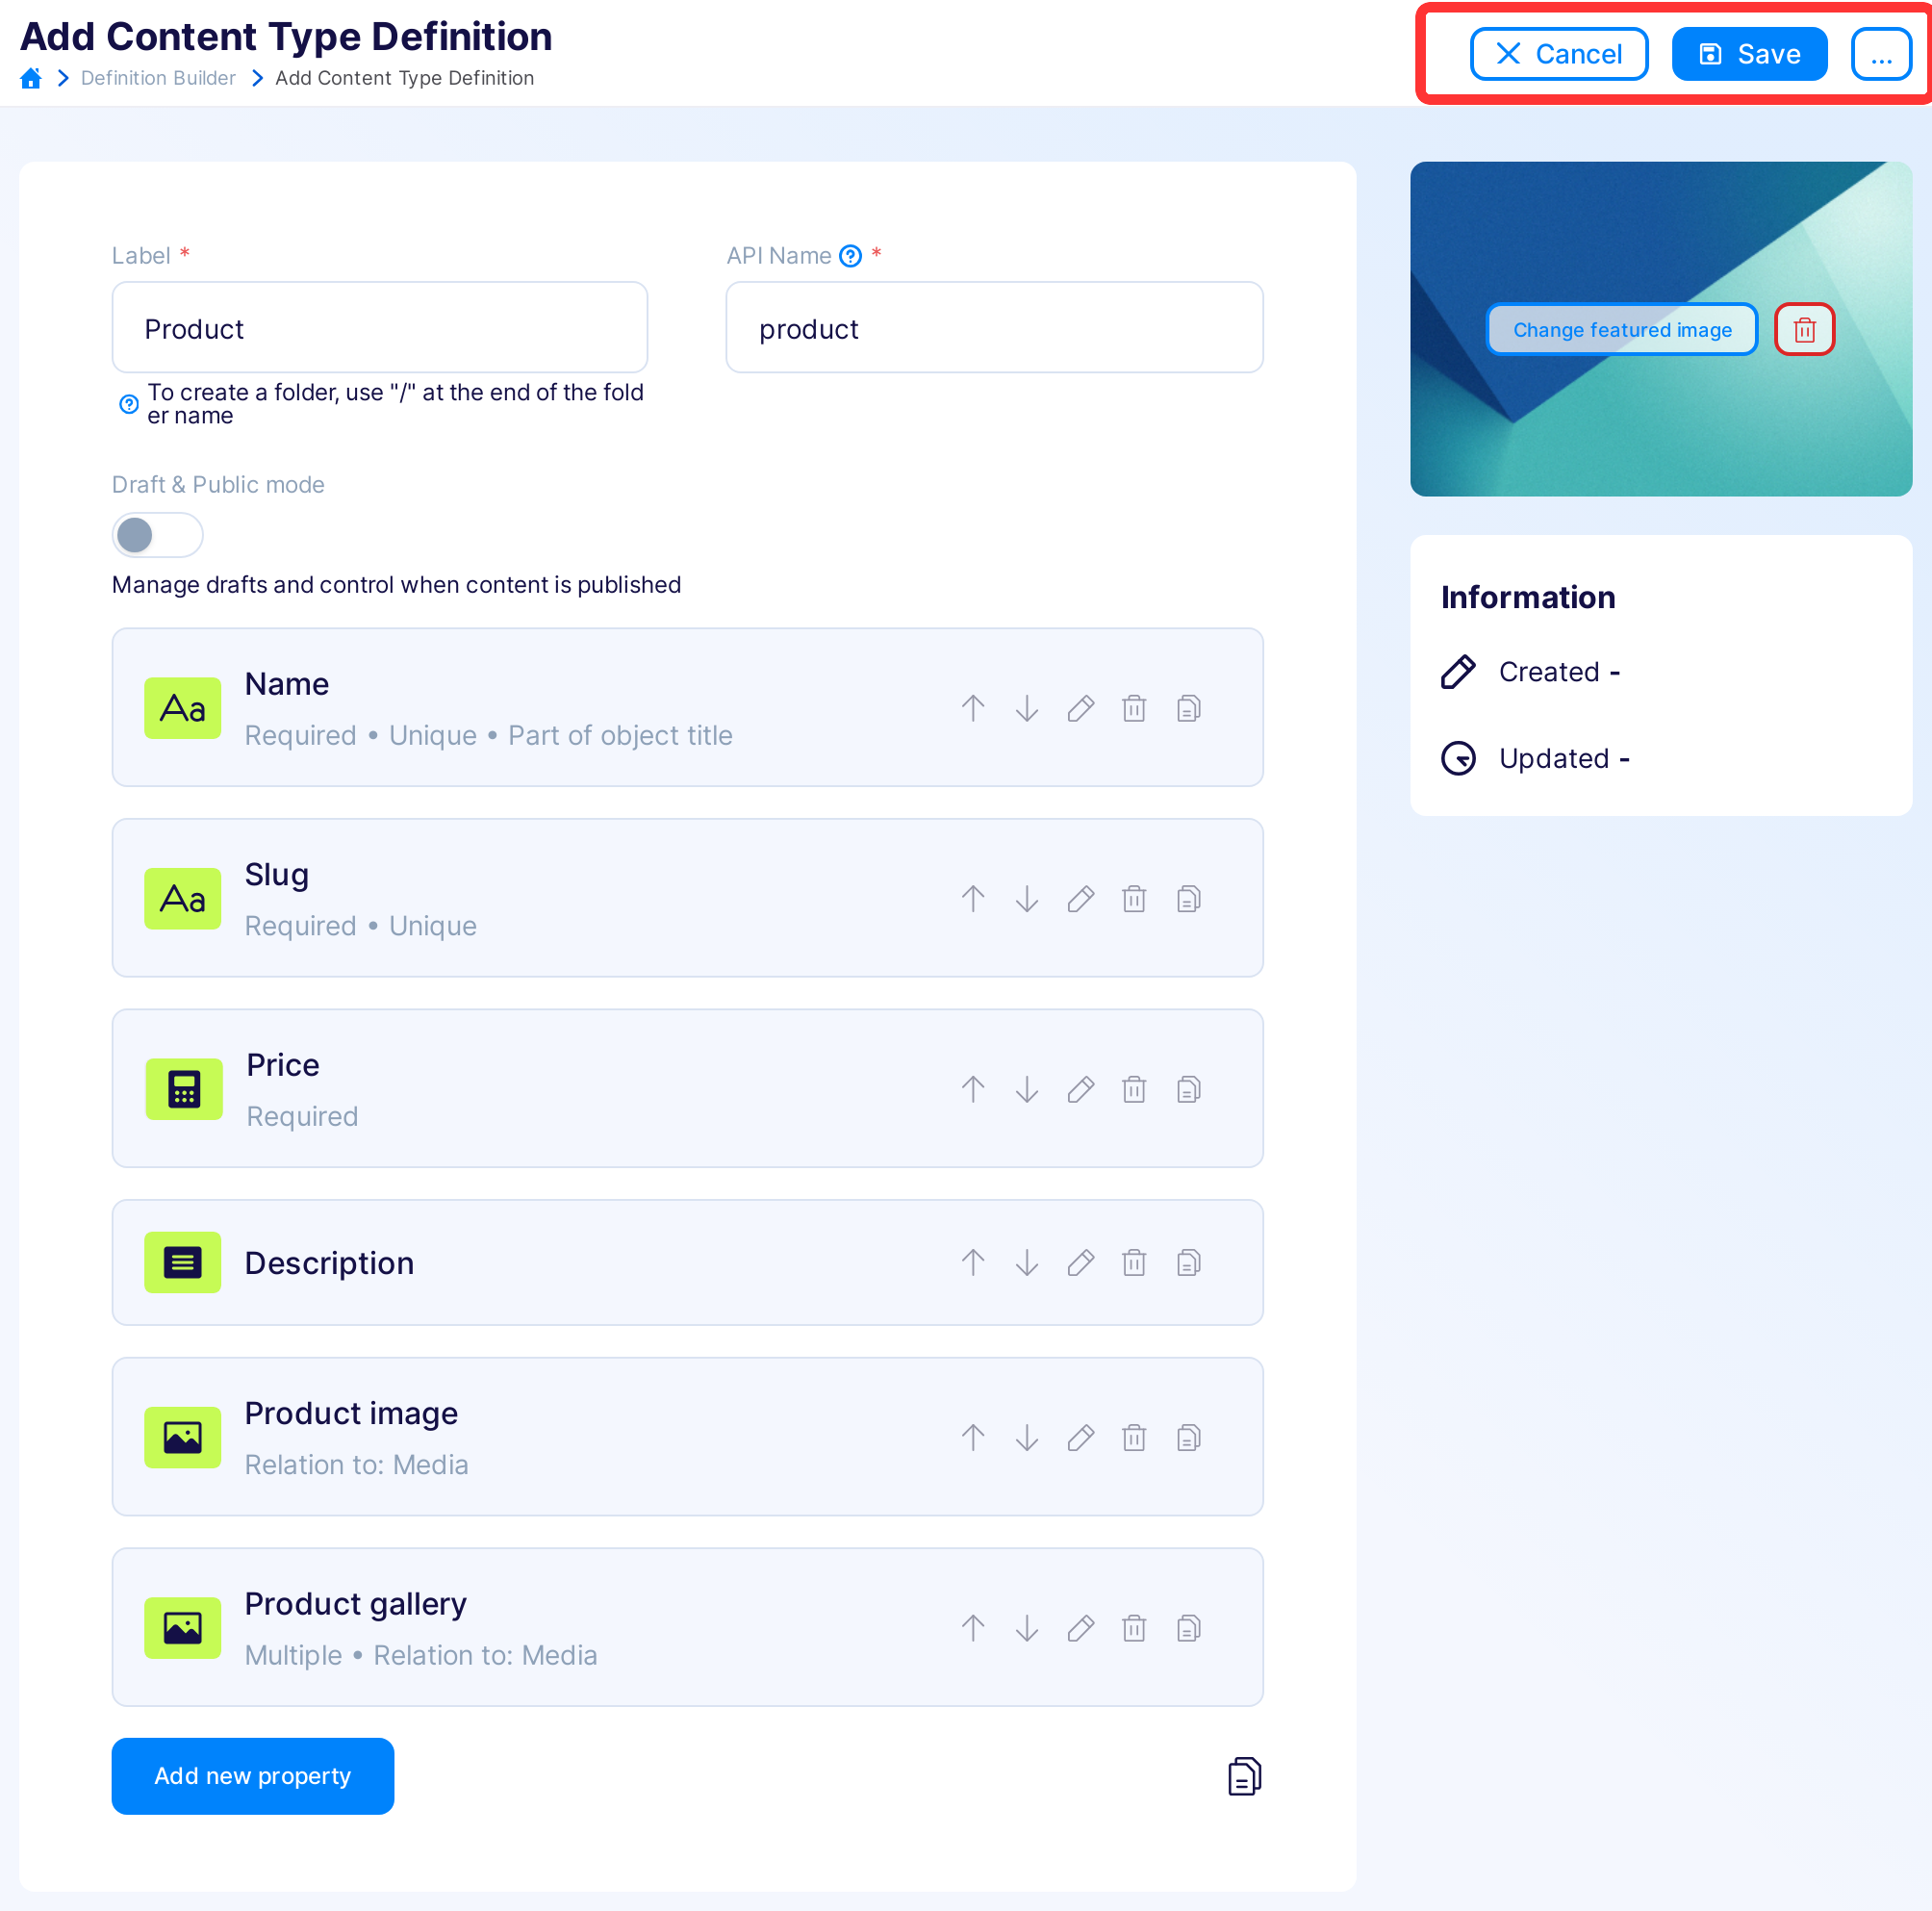 Add Content Type Definition
Definition Builder Add Content Type Definition
Cancel Save ...
Label *
Product
To create a folder, use "/" at the end of the fold
er name
API Name *
product
Draft & Public mode
Manage drafts and control when content is published
Aa Name
Required • Unique • Part of object title
Aa Slug
Required • Unique
Price
Required
Description
Product image
Relation to: Media
Product gallery
Multiple • Relation to: Media
Add new property
Change featured image
Information
Created -
Updated -